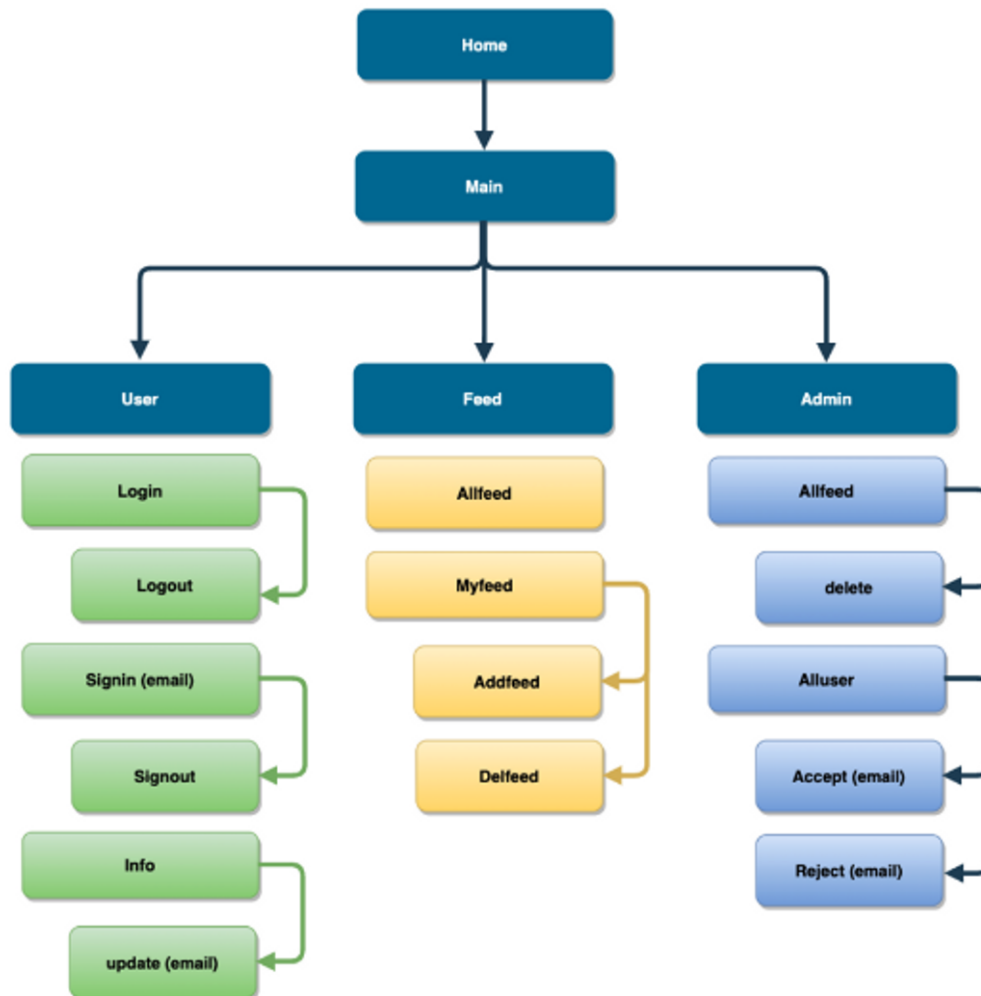 Home
Main
User
Feed
Admin
Login
Allfeed
Allfeed
Logout
Myfeed
delete
Signin (email)
Addfeed
Alluser
Signout
Delfeed
Accept (email)
Info
Reject (email)
update (email)